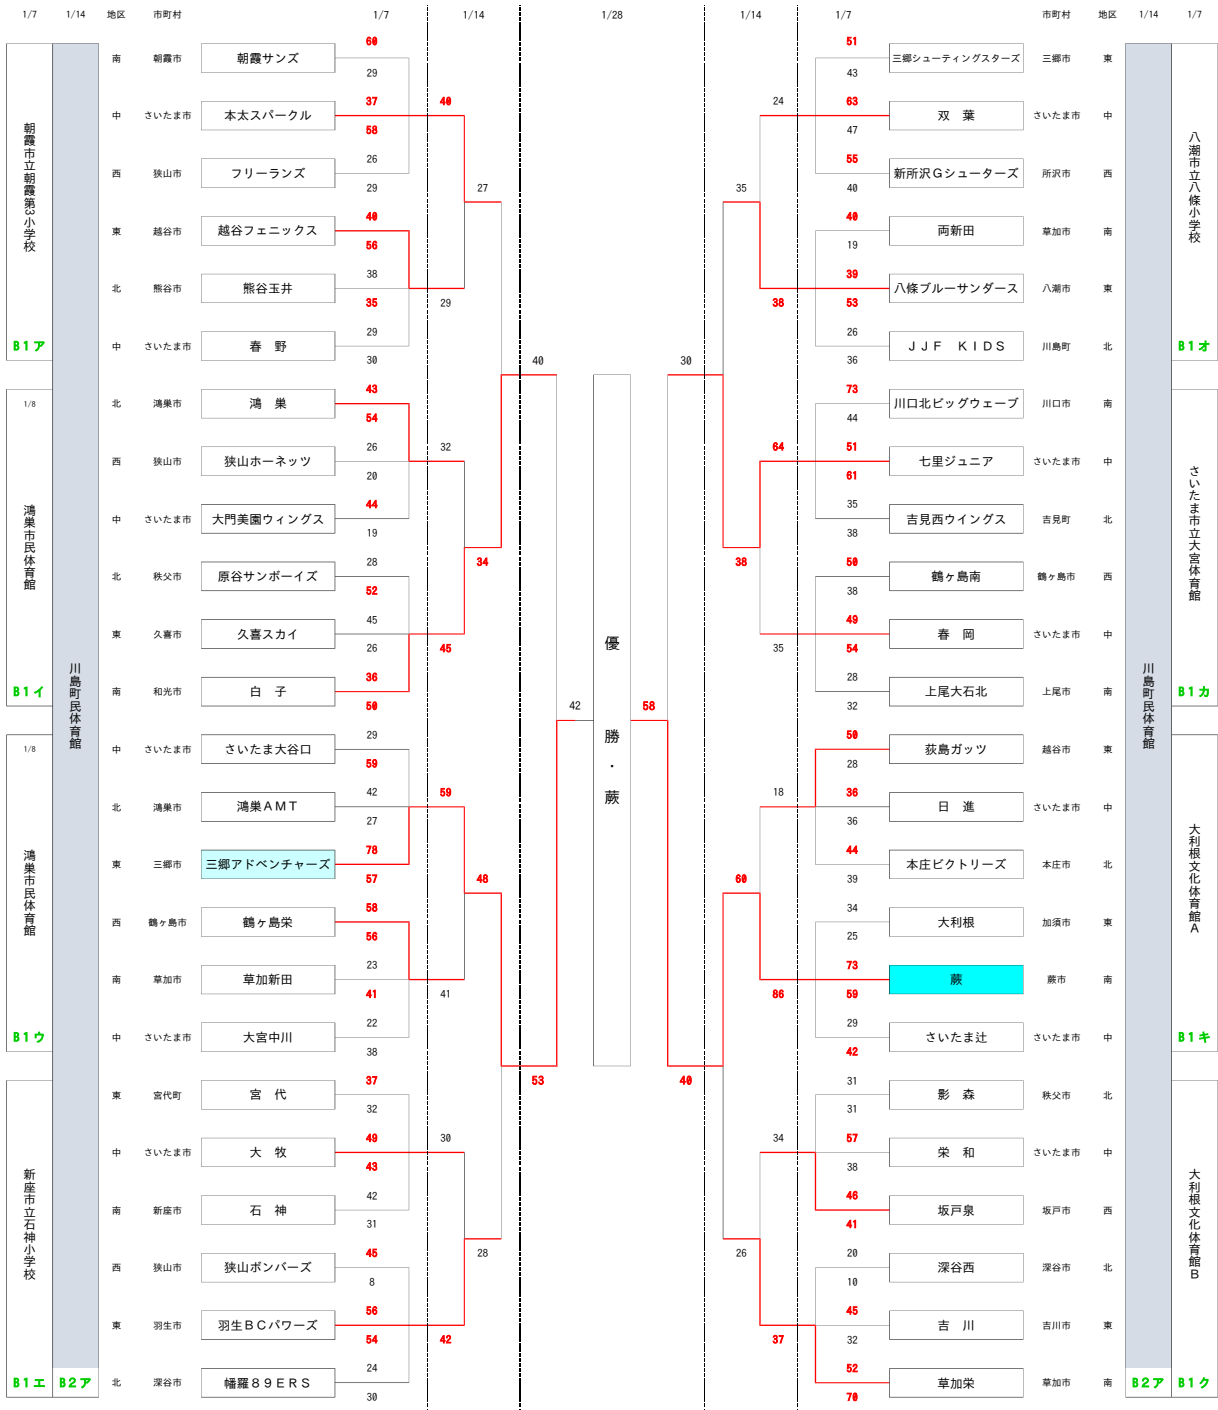 1/7 1/14 地区 市町村 1/7 1/14 1/28 1/14 1/7 市町村 地区 1/14 1/7
朝霞市立朝霞第3小学校
B1ア
1/8
鴻巣市民体育館
B1イ
1/8
鴻巣市民体育館
B1ウ
新座市立石神小学校
B1エ
川島町民体育館
B2ア
南 朝霞市 朝霞サンズ 60 29
中 さいたま市 本太スパークル 37 58
西 狭山市 フリーランズ 26 29
東 越谷市 越谷フェニックス 40 56
北 熊谷市 熊谷玉井 38 35
中 さいたま市 春 野 29 30
北 鴻巣市 鴻 巣 43 54
西 狭山市 狭山ホーネッツ 26 20
中 さいたま市 大門美園ウィングス 44 19
北 秩父市 原谷サンボーイズ 28 52
東 久喜市 久喜スカイ 45 26
南 和光市 白 子 36 50
中 さいたま市 さいたま大谷口 29 59
北 鴻巣市 鴻巣AMT 42 27
東 三郷市 三郷アドベンチャーズ 78 57
西 鶴ヶ島市 鶴ヶ島栄 58 56
南 草加市 草加新田 23 41
中 さいたま市 大宮中川 22 38
東 宮代町 宮 代 37 32
中 さいたま市 大 牧 49 43
南 新座市 石 神 42 31
西 狭山市 狭山ボンバーズ 45 8
東 羽生市 羽生BCパワーズ 56 54
北 深谷市 幡羅89ERS 24 30
40
29
32
45
59
41
30
42
27
34
48
28
40
53
42
優勝・蕨
58
30
40
35
38
60
26
24
38
64
35
18
86
34
37
51 43 三郷シューティングスターズ 三郷市 東
63 47 双 葉 さいたま市 中
55 40 新所沢Gシューターズ 所沢市 西
40 19 両新田 草加市 南
39 53 八條ブルーサンダース 八潮市 東
26 36 JJF KIDS 川島町 北
73 44 川口北ビッグウェーブ 川口市 南
51 61 七里ジュニア さいたま市 中
35 38 吉見西ウイングス 吉見町 北
50 38 鶴ヶ島南 鶴ヶ島市 西
49 54 春 岡 さいたま市 中
28 32 上尾大石北 上尾市 南
50 28 荻島ガッツ 越谷市 東
36 36 日 進 さいたま市 中
44 39 本庄ビクトリーズ 本庄市 北
34 25 大利根 加須市 東
73 59 蕨 蕨市 南
29 42 さいたま辻 さいたま市 中
31 31 影 森 秩父市 北
57 38 栄 和 さいたま市 中
46 41 坂戸泉 坂戸市 西
20 10 深谷西 深谷市 北
45 32 吉 川 吉川市 東
52 70 草加栄 草加市 南
川島町民体育館
B2ア
八潮市立八條小学校
B1オ
さいたま市立大宮体育館
B1カ
大利根文化体育館A
B1キ
大利根文化体育館B
B1ク